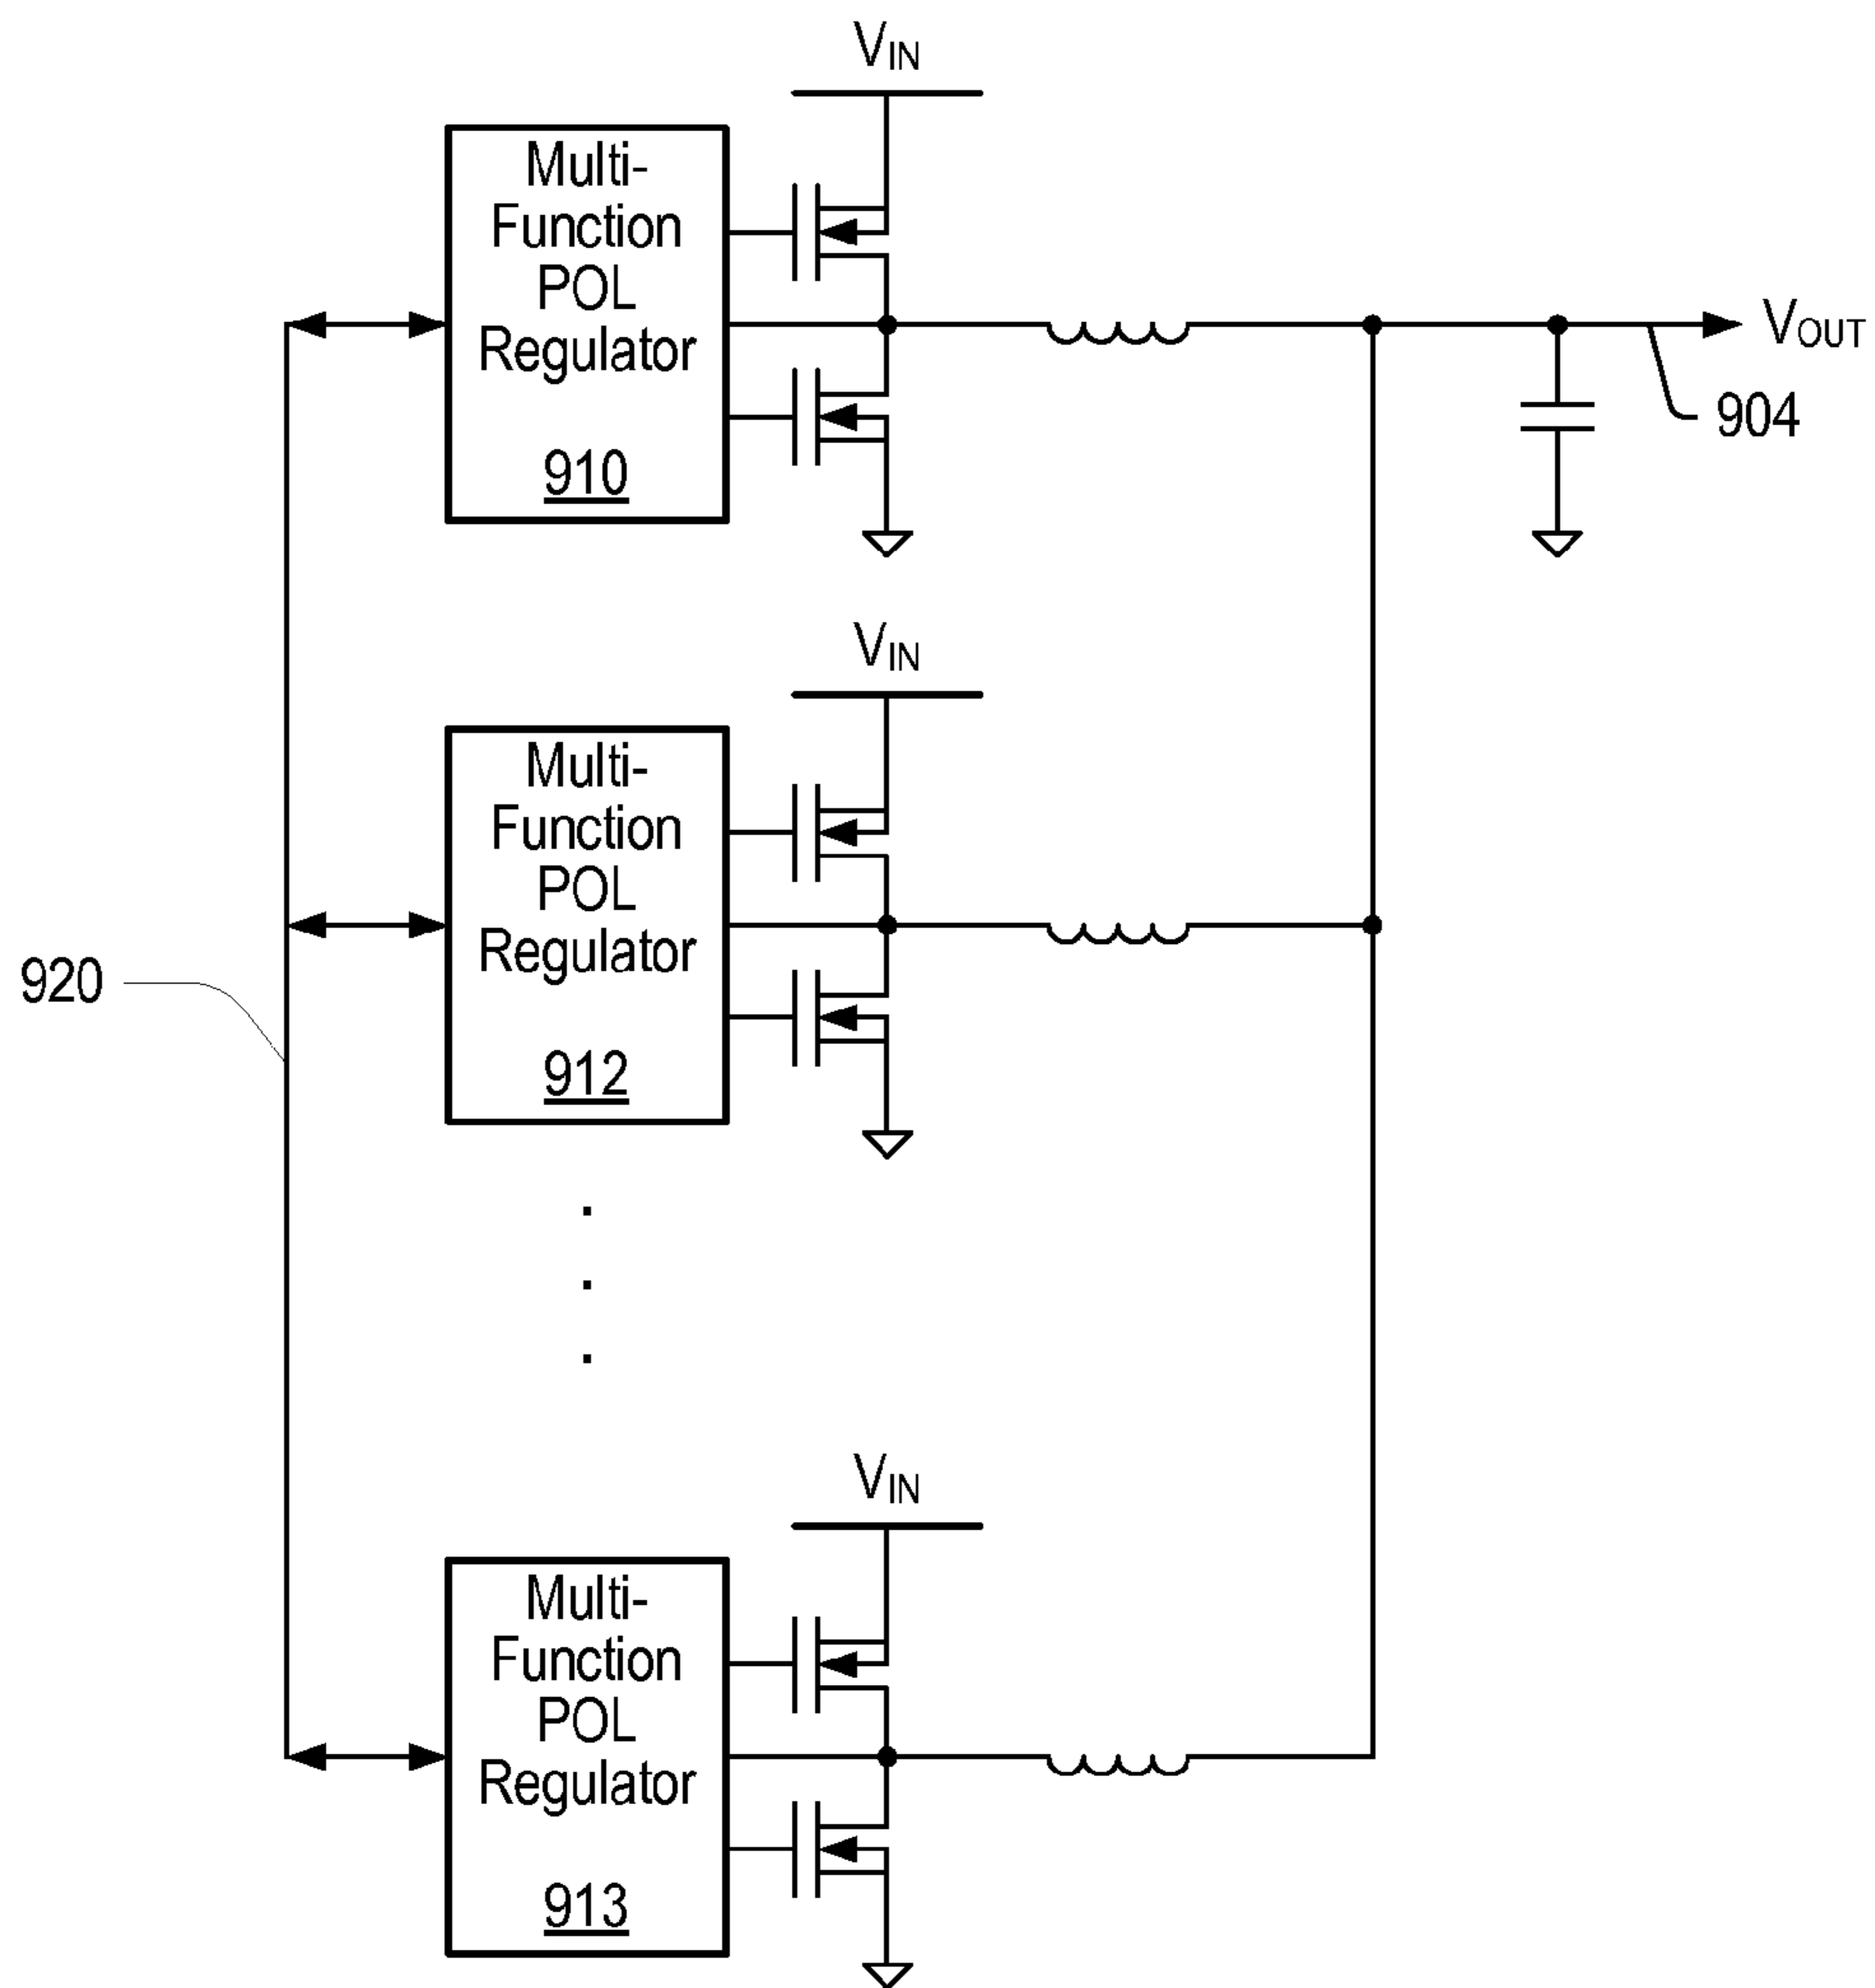 VIN
Multi-
Function
POL
Regulator
910
VOUT
904
VIN
Multi-
Function
POL
Regulator
912
920
VIN
Multi-
Function
POL
Regulator
913